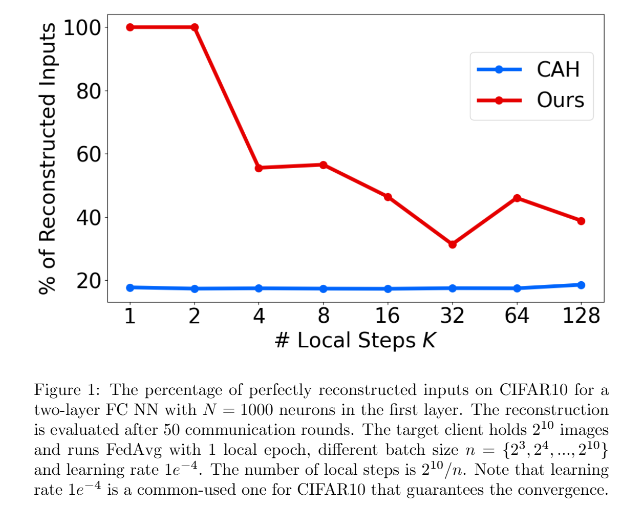 100
80
60
40
20
% of Reconstructed Inputs
CAH
Ours
1 2 4 8 16 32 64 128
# Local Steps K
Figure 1: The percentage of perfectly reconstructed inputs on CIFAR10 for a
two-layer FC NN with N = 1000 neurons in the first layer. The reconstruction
is evaluated after 50 communication rounds. The target client holds 2^10 images
and runs FedAvg with 1 local epoch, different batch size n = {2^3, 2^4, ..., 2^10}
and learning rate 1e^−4. The number of local steps is 2^10/n. Note that learning
rate 1e^−4 is a common-used one for CIFAR10 that guarantees the convergence.